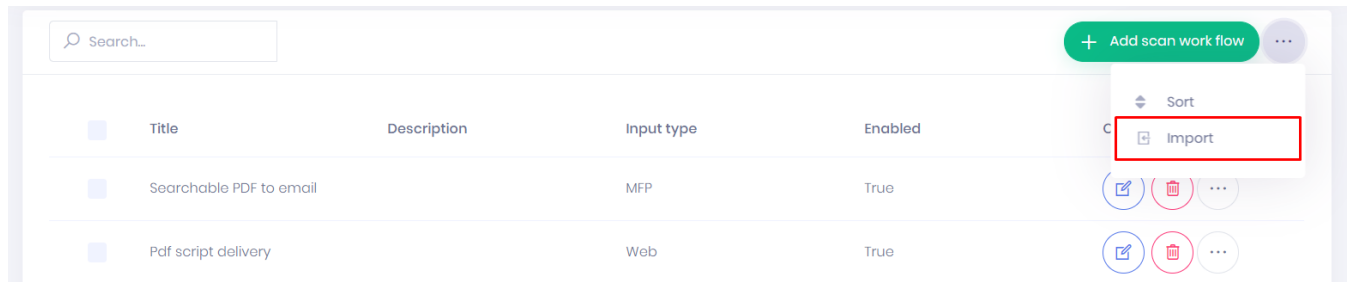 Search...
+ Add scan work flow ...
Sort
Title Description Input type Enabled
Import
Searchable PDF to email MFP True
Pdf script delivery Web True